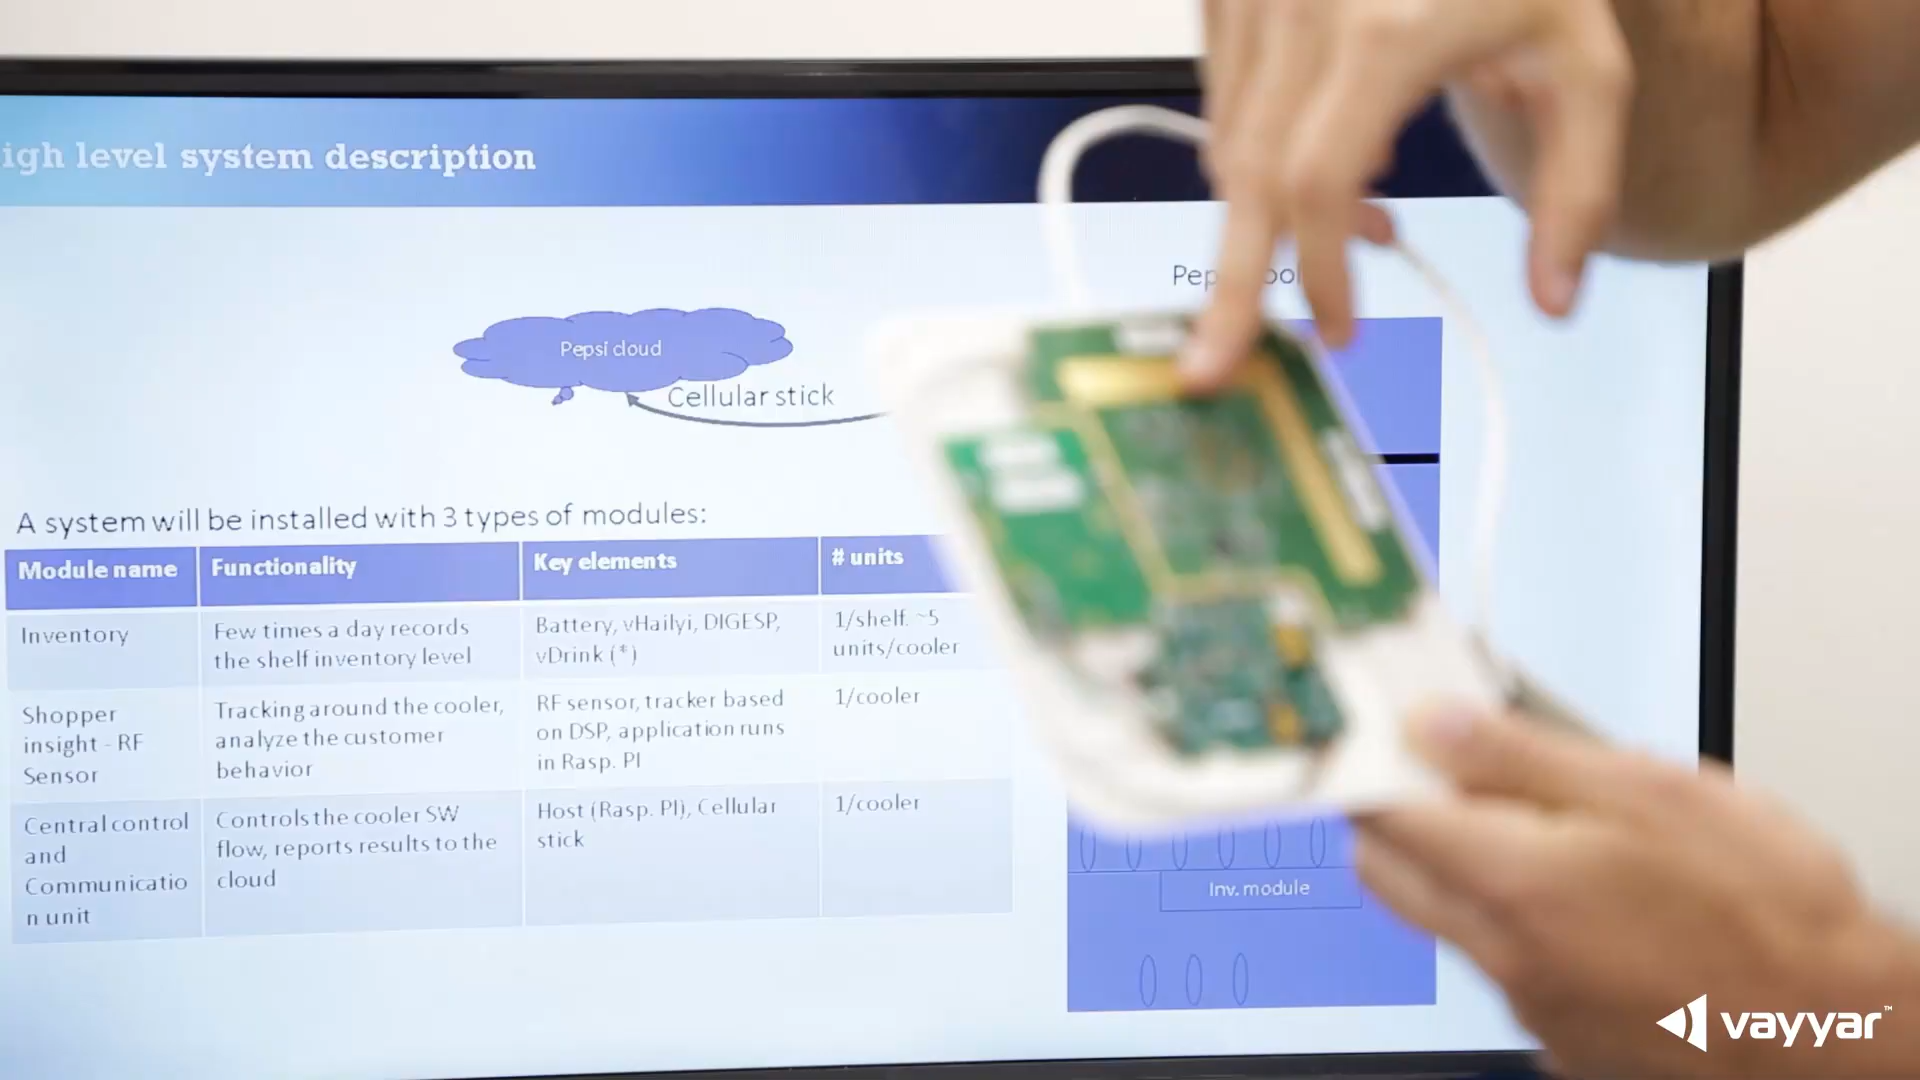 igh level system description
Pepsi cloud
Cellular stick
A system will be installed with 3 types of modules:
Module name
Functionality
Key elements
# units
Inventory
Few times a day records
the shelf inventory level
Battery, vHailyi, DIGESP,
vDrink (*)
1/shelf. ~5
units/cooler
Shopper
insight - RF
Sensor
Tracking around the cooler,
analyze the customer
behavior
RF sensor, tracker based
on DSP, application runs
in Rasp. PI
1/cooler
Central control
and
Communicatio
n unit
Controls the cooler SW
flow, reports results to the
cloud
Host (Rasp. PI), Cellular
stick
1/cooler
Inv. module
vayyar™